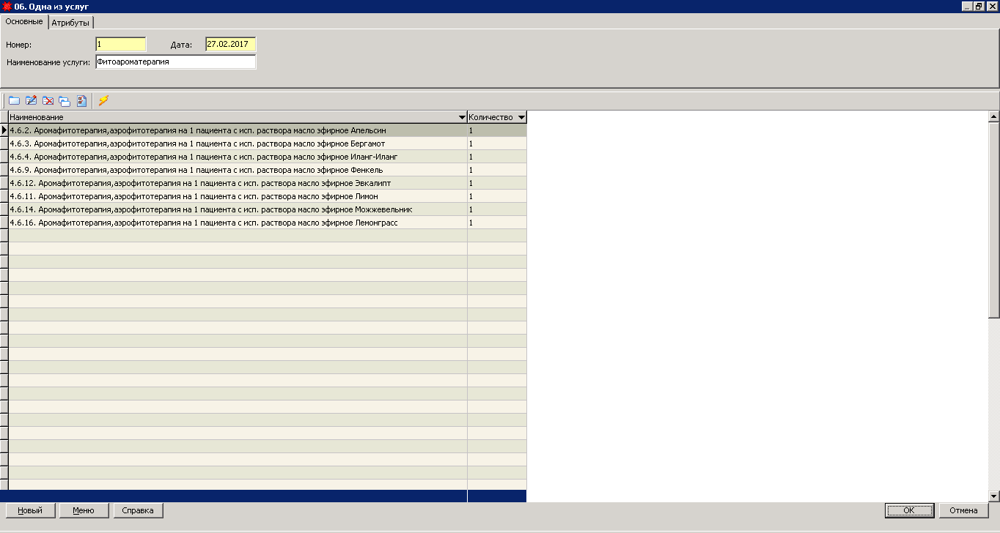 06. Одна из услуг
Основные Атрибуты
Номер: 1 Дата: 27.02.2017
Наименование услуги: Фитоароматерапия
Наименование Количество
4.6.2. Аромафитотерапия,аэрофитотерапия на 1 пациента с исп. раствора масло эфирное Апельсин 1
4.6.3. Аромафитотерапия,аэрофитотерапия на 1 пациента с исп. раствора масло эфирное Бергамот 1
4.6.4. Аромафитотерапия,аэрофитотерапия на 1 пациента с исп. раствора масло эфирное Иланг-Иланг 1
4.6.9. Аромафитотерапия,аэрофитотерапия на 1 пациента с исп. раствора масло эфирное Фенкель 1
4.6.12. Аромафитотерапия,аэрофитотерапия на 1 пациента с исп. раствора масло эфирное Эвкалипт 1
4.6.11. Аромафитотерапия,аэрофитотерапия на 1 пациента с исп. раствора масло эфирное Лимон 1
4.6.14. Аромафитотерапия,аэрофитотерапия на 1 пациента с исп. раствора масло эфирное Можжевельник 1
4.6.16. Аромафитотерапия,аэрофитотерапия на 1 пациента с исп. раствора масло эфирное Лемонграсс 1
Новый Меню Справка OK Отмена